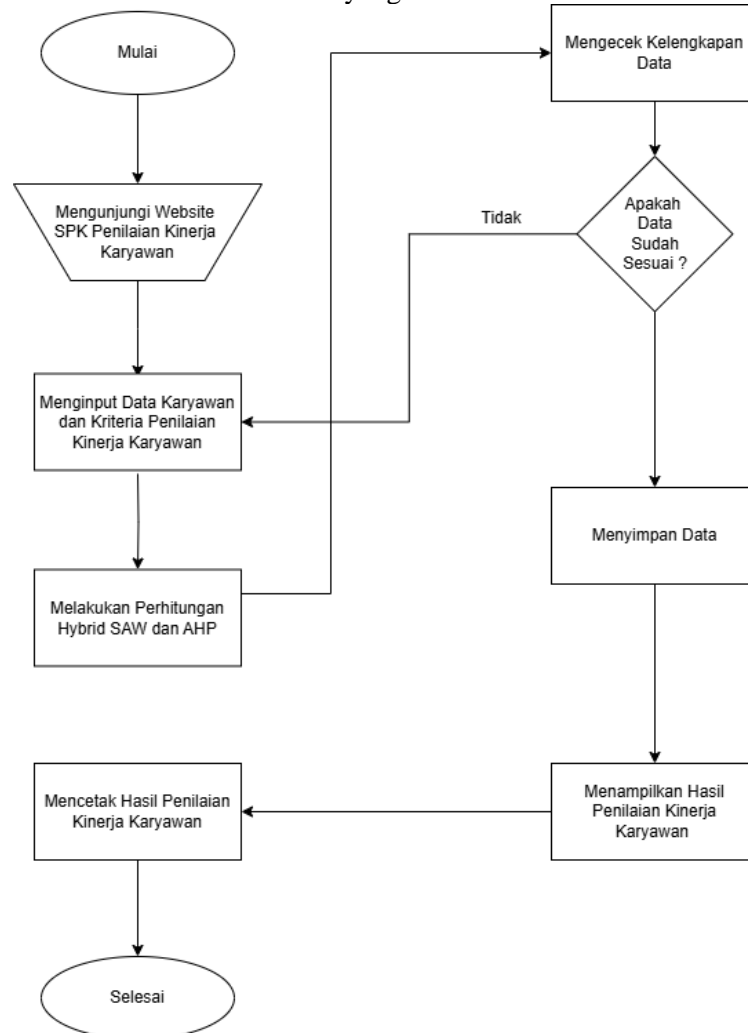 yang
Mulai
Mengunjungi Website
SPK Penilaian Kinerja
Karyawan
Menginput Data Karyawan
dan Kriteria Penilaian
Kinerja Karyawan
Melakukan Perhitungan
Hybrid SAW dan AHP
Mengecek Kelengkapan
Data
Apakah
Data
Sudah
Sesuai ?
Tidak
Menyimpan Data
Menampilkan Hasil
Penilaian Kinerja
Karyawan
Mencetak Hasil Penilaian
Kinerja Karyawan
Selesai